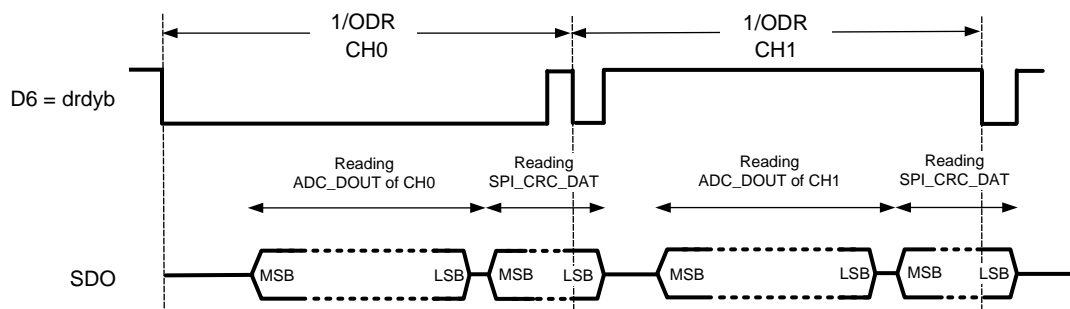 1/ODR 1/ODR
CH0 CH1
D6 = drdyb
Reading Reading Reading Reading
ADC_DOUT of CH0 SPI_CRC_DAT ADC_DOUT of CH1 SPI_CRC_DAT
SDO MSB LSB MSB LSB MSB LSB MSB LSB